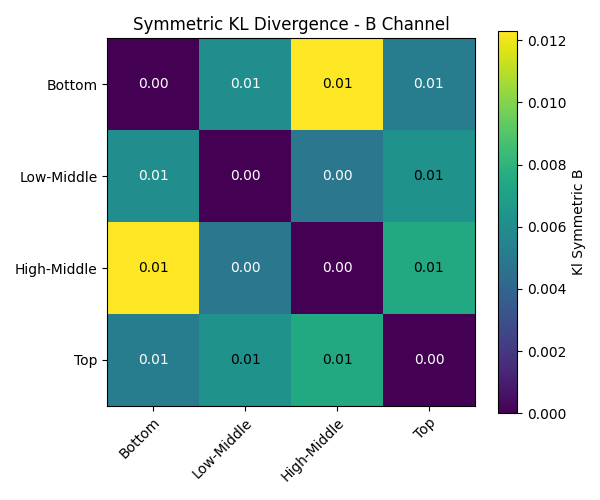 Symmetric KL Divergence - B Channel
Bottom 0.00 0.01 0.01 0.01
Low-Middle 0.01 0.00 0.00 0.01
High-Middle 0.01 0.00 0.00 0.01
Top 0.01 0.01 0.01 0.00
Bottom Low-Middle High-Middle Top
0.012
0.010
0.008
0.006
0.004
0.002
0.000
Kl Symmetric B